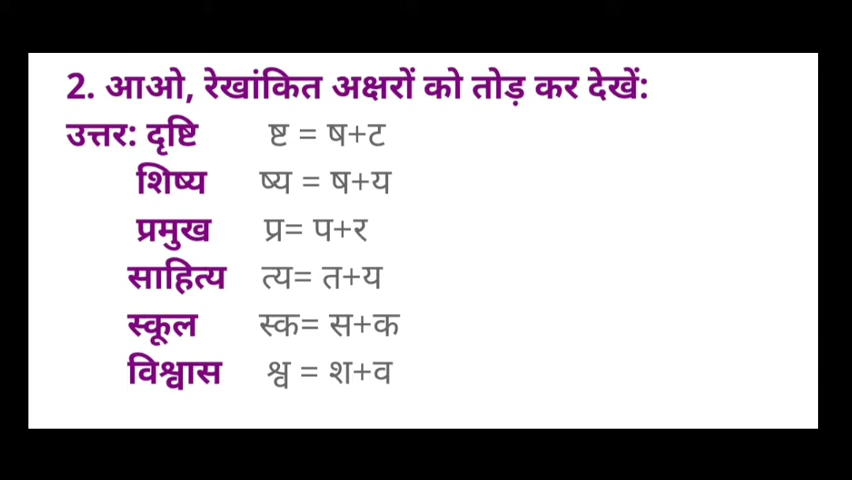 2. आओ, रेखांकित अक्षरों को तोड़ कर देखें:
उत्तर: दृष्टि ष्ट = ष+ट
शिष्य ष्य = ष+य
प्रमुख प्र= प+र
साहित्य त्य= त+य
स्कूल स्क= स+क
विश्वास श्व = श+व